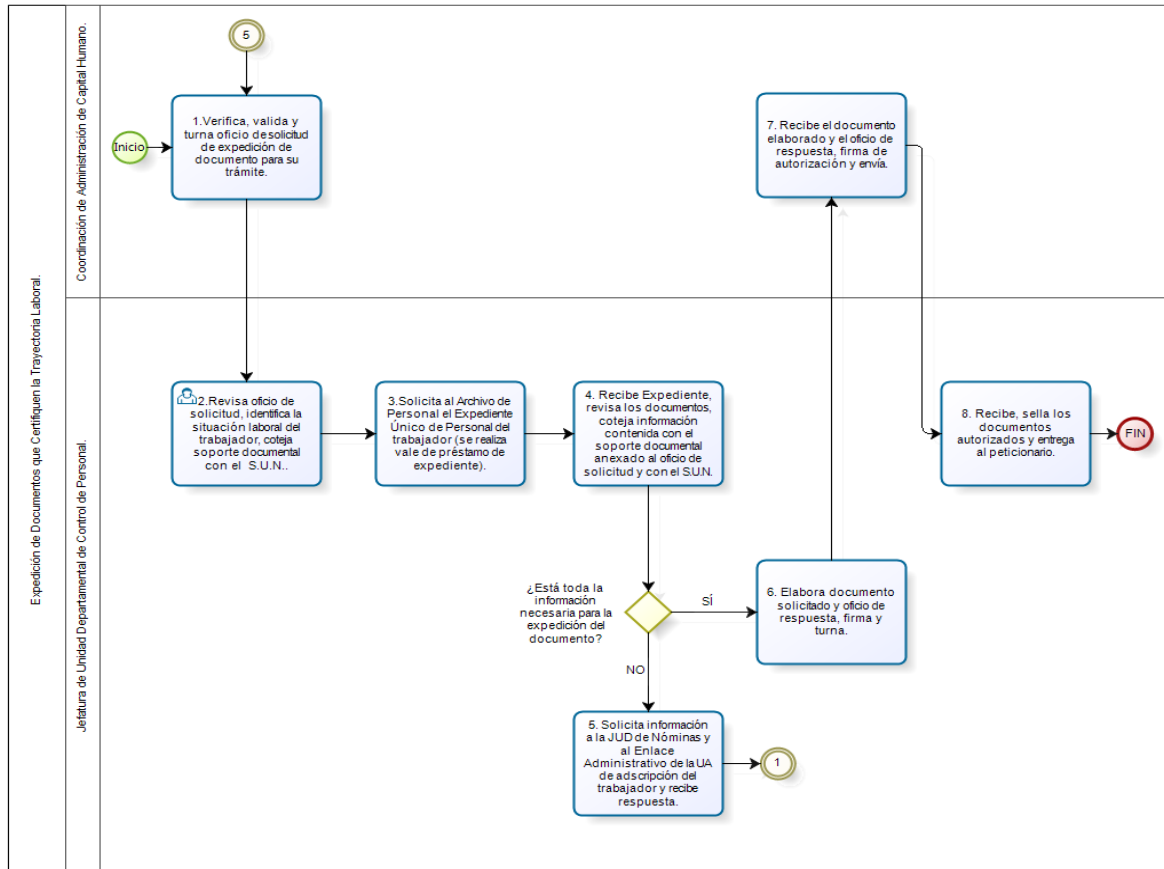 Expedición de Documentos que Certifiquen la Trayectoria Laboral.
Coordinación de Administración de Capital Humano.
5
Inicio
1.Verifica, valida y
turna oficio de solicitud
de expedición de
documento para su
trámite.
7. Recibe el documento
elaborado y el oficio de
respuesta, firma de
autorización y envía.
Jefatura de Unidad Departamental de Control de Personal.
2.Revisa oficio de
solicitud, identifica la
situación laboral del
trabajador, coteja
soporte documental
con el S.U.N..
3.Solicita al Archivo de
Personal el Expediente
Único de Personal del
trabajador (se realiza
vale de préstamo de
expediente).
4. Recibe Expediente,
revisa los documentos,
coteja información
contenida con el
soporte documental
anexado al oficio de
solicitud y con el S.U.N.
8. Recibe, sella los
documentos
autorizados y entrega
al peticionario.
FIN
¿Está toda la
información
necesaria para la
expedición del
documento?
SÍ
6. Elabora documento
solicitado y oficio de
respuesta, firma y
turna.
NO
5. Solicita información
a la JUD de Nóminas y
al Enlace
Administrativo de la UA
de adscripción del
trabajador y recibe
respuesta.
1